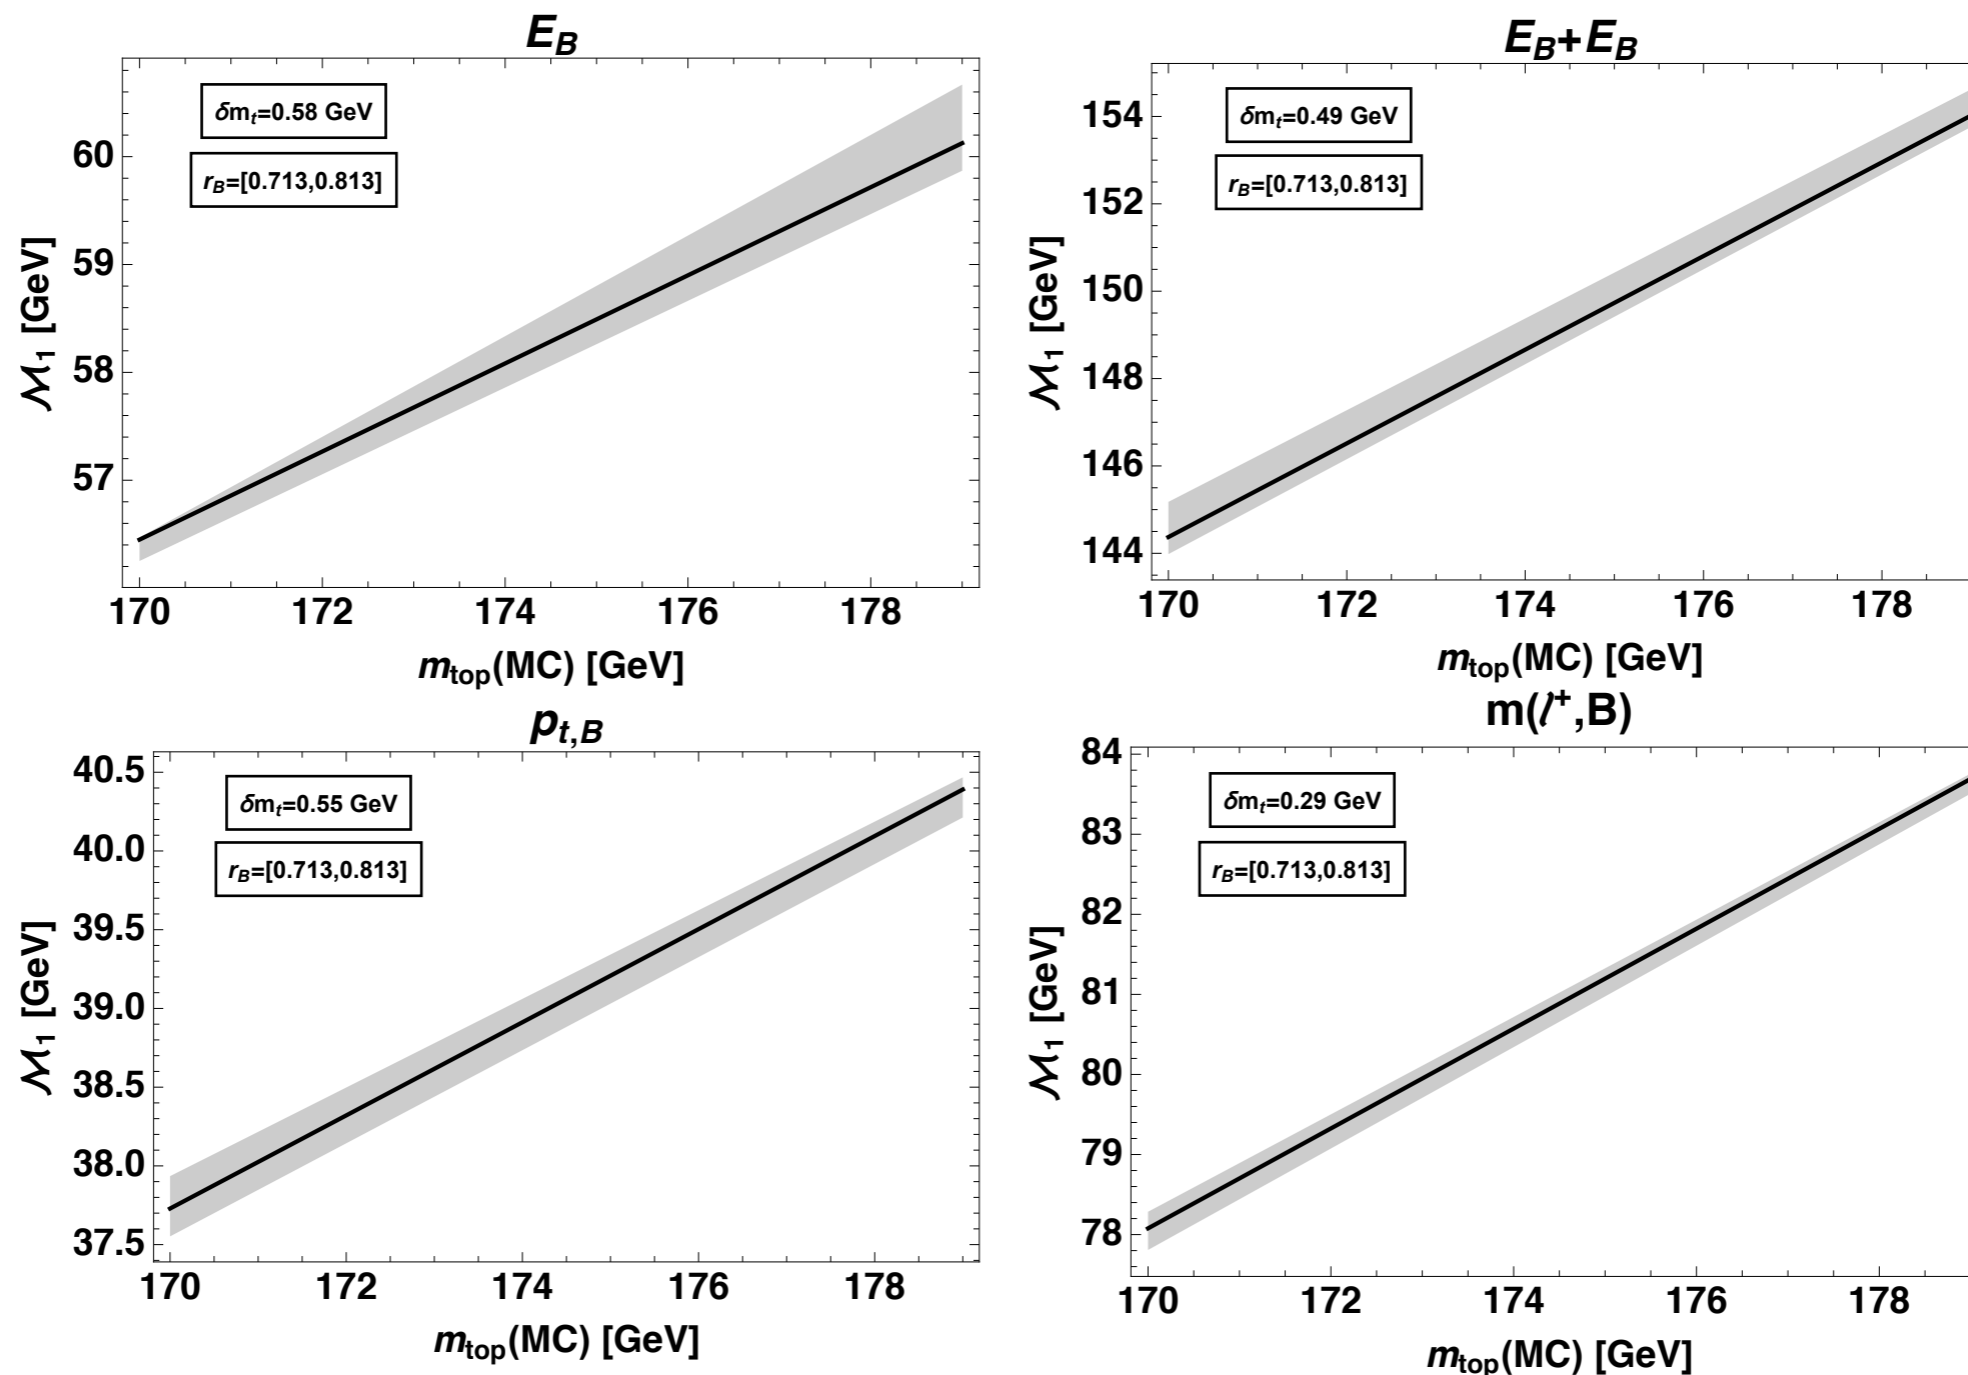 E_B
δm_t=0.58 GeV
r_B=[0.713,0.813]
60
59
58
57
ℳ_1 [GeV]
170 172 174 176 178
m_top(MC) [GeV]
E_B+E_B
δm_t=0.49 GeV
r_B=[0.713,0.813]
154
152
150
148
146
144
ℳ_1 [GeV]
170 172 174 176 178
m_top(MC) [GeV]
p_t,B
δm_t=0.55 GeV
r_B=[0.713,0.813]
40.5
40.0
39.5
39.0
38.5
38.0
37.5
ℳ_1 [GeV]
170 172 174 176 178
m_top(MC) [GeV]
m(ℓ⁺,B)
δm_t=0.29 GeV
r_B=[0.713,0.813]
84
83
82
81
80
79
78
ℳ_1 [GeV]
170 172 174 176 178
m_top(MC) [GeV]